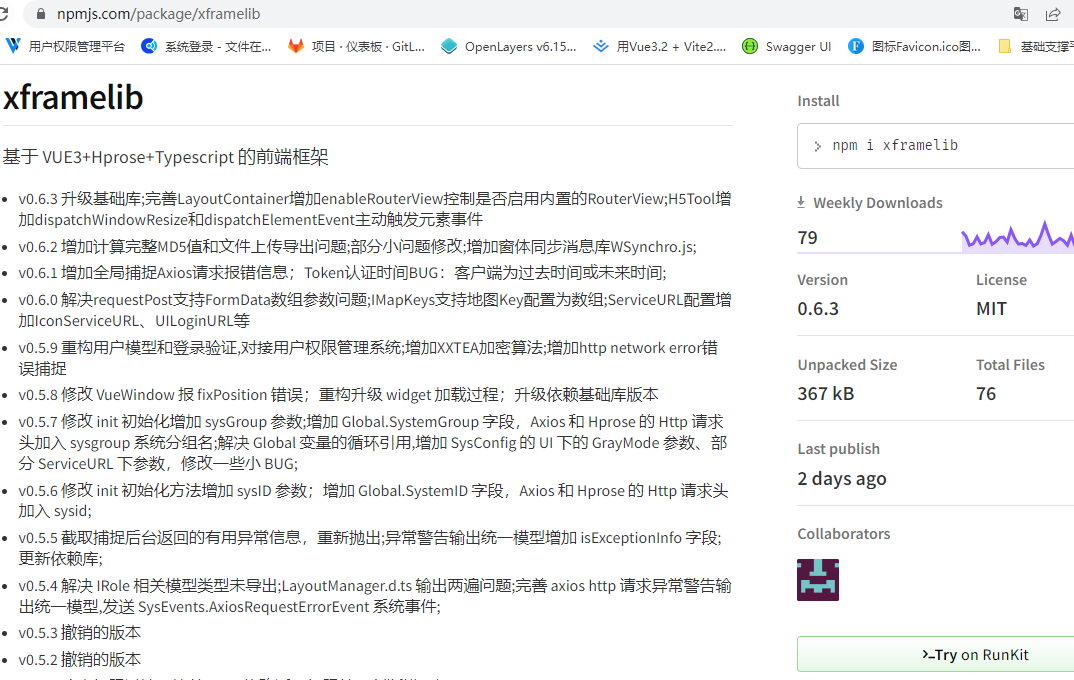 npmjs.com/package/xframelib
用户权限管理平台
系统登录 - 文件在...
项目 · 仪表板 · GitL...
OpenLayers v6.15...
用Vue3.2 + Vite2....
Swagger UI
图标Favicon.ico图...
基础支撑平
xframelib
基于 VUE3+Hprose+Typescript 的前端框架
v0.6.3 升级基础库;完善LayoutContainer增加enableRouterView控制是否启用内置的RouterView;H5Tool增
加dispatchWindowResize和dispatchElementEvent主动触发元素事件
v0.6.2 增加计算完整MD5值和文件上传导出问题;部分小问题修改;增加窗体同步消息库WSynchro.js;
v0.6.1 增加全局捕捉Axios请求报错信息；Token认证时间BUG：客户端为过去时间或未来时间;
v0.6.0 解决requestPost支持FormData数组参数问题;IMapKeys支持地图Key配置为数组;ServiceURL配置增
加IconServiceURL、UILoginURL等
v0.5.9 重构用户模型和登录验证,对接用户权限管理系统;增加XXTEA加密算法;增加http network error错
误捕捉
v0.5.8 修改 VueWindow 报 fixPosition 错误；重构升级 widget 加载过程；升级依赖基础库版本
v0.5.7 修改 init 初始化增加 sysGroup 参数;增加 Global.SystemGroup 字段，Axios 和 Hprose 的 Http 请求
头加入 sysgroup 系统分组名;解决 Global 变量的循环引用,增加 SysConfig 的 UI 下的 GrayMode 参数、部
分 ServiceURL 下参数，修改一些小 BUG;
v0.5.6 修改 init 初始化方法增加 sysID 参数；增加 Global.SystemID 字段，Axios 和 Hprose 的 Http 请求头
加入 sysid;
v0.5.5 截取捕捉后台返回的有用异常信息，重新抛出;异常警告输出统一模型增加 isExceptionInfo 字段;
更新依赖库;
v0.5.4 解决 IRole 相关模型类型未导出;LayoutManager.d.ts 输出两遍问题;完善 axios http 请求异常警告输
出统一模型,发送 SysEvents.AxiosRequestErrorEvent 系统事件;
v0.5.3 撤销的版本
v0.5.2 撤销的版本
Install
> npm i xframelib
Weekly Downloads
79
Version
License
0.6.3
MIT
Unpacked Size
Total Files
367 kB
76
Last publish
2 days ago
Collaborators
Try on RunKit